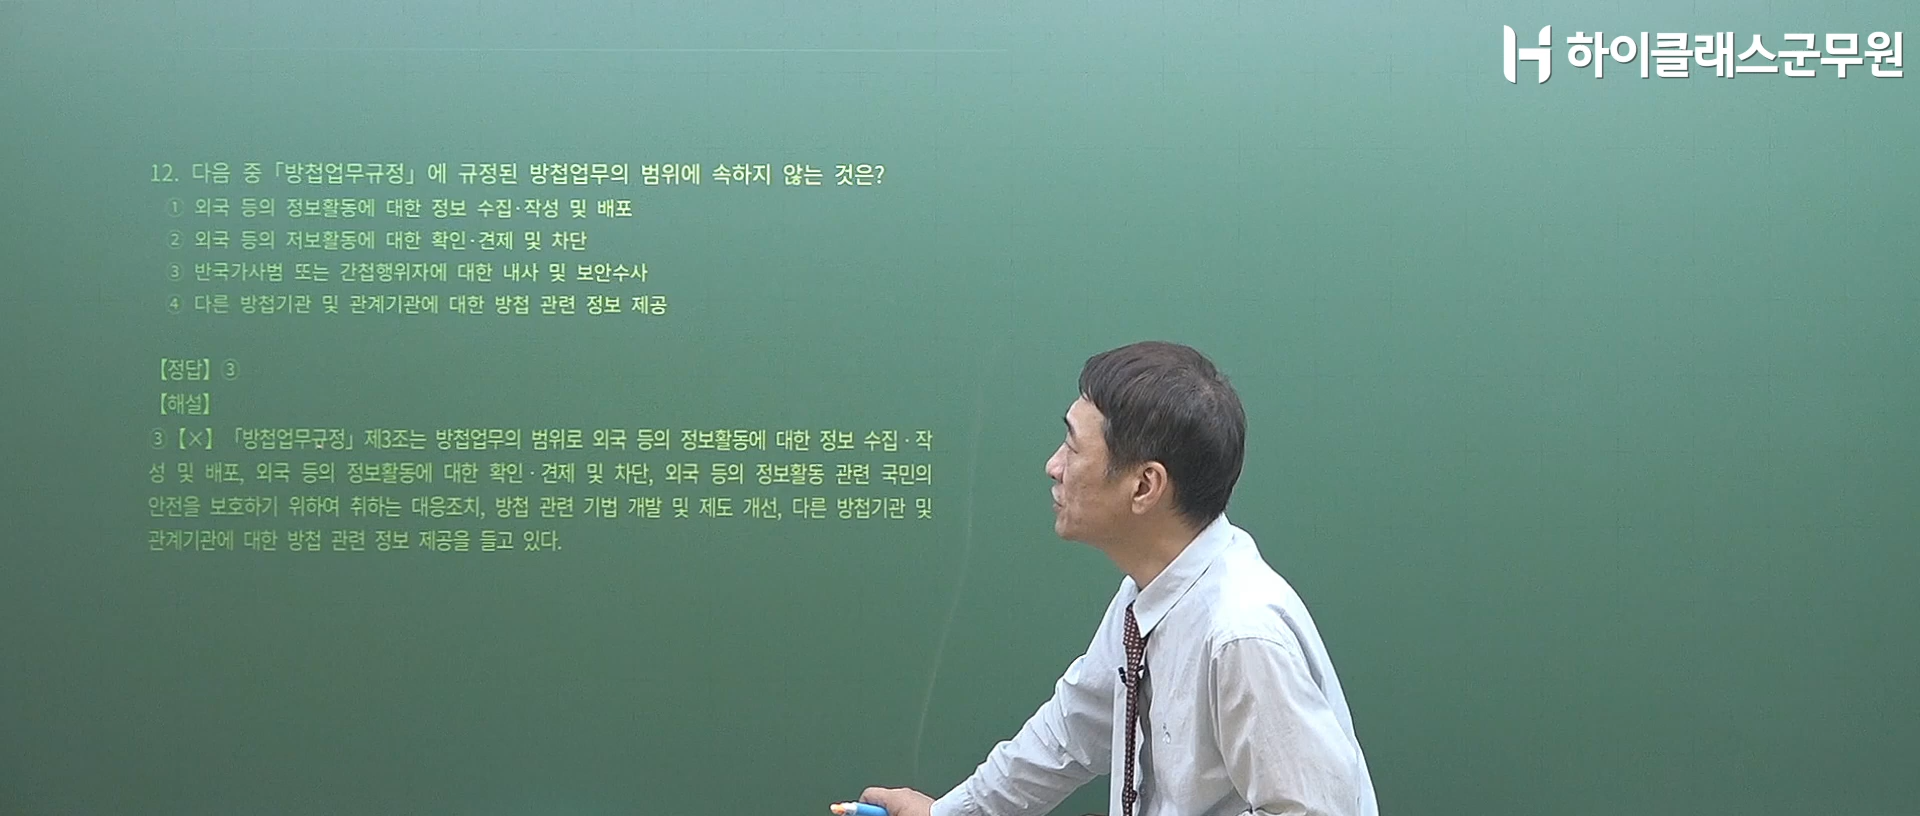 하이클래스군무원
12. 다음 중 「방첩업무규정」에 규정된 방첩업무의 범위에 속하지 않는 것은?
① 외국 등의 정보활동에 대한 정보 수집·작성 및 배포
② 외국 등의 저보활동에 대한 확인·견제 및 차단
③ 반국가사범 또는 간첩행위자에 대한 내사 및 보안수사
④ 다른 방첩기관 및 관계기관에 대한 방첩 관련 정보 제공
【정답】 ③
【해설】
③【×】「방첩업무규정」제3조는 방첩업무의 범위로 외국 등의 정보활동에 대한 정보 수집·작
성 및 배포, 외국 등의 정보활동에 대한 확인·견제 및 차단, 외국 등의 정보활동 관련 국민의
안전을 보호하기 위하여 취하는 대응조치, 방첩 관련 기법 개발 및 제도 개선, 다른 방첩기관 및
관계기관에 대한 방첩 관련 정보 제공을 들고 있다.